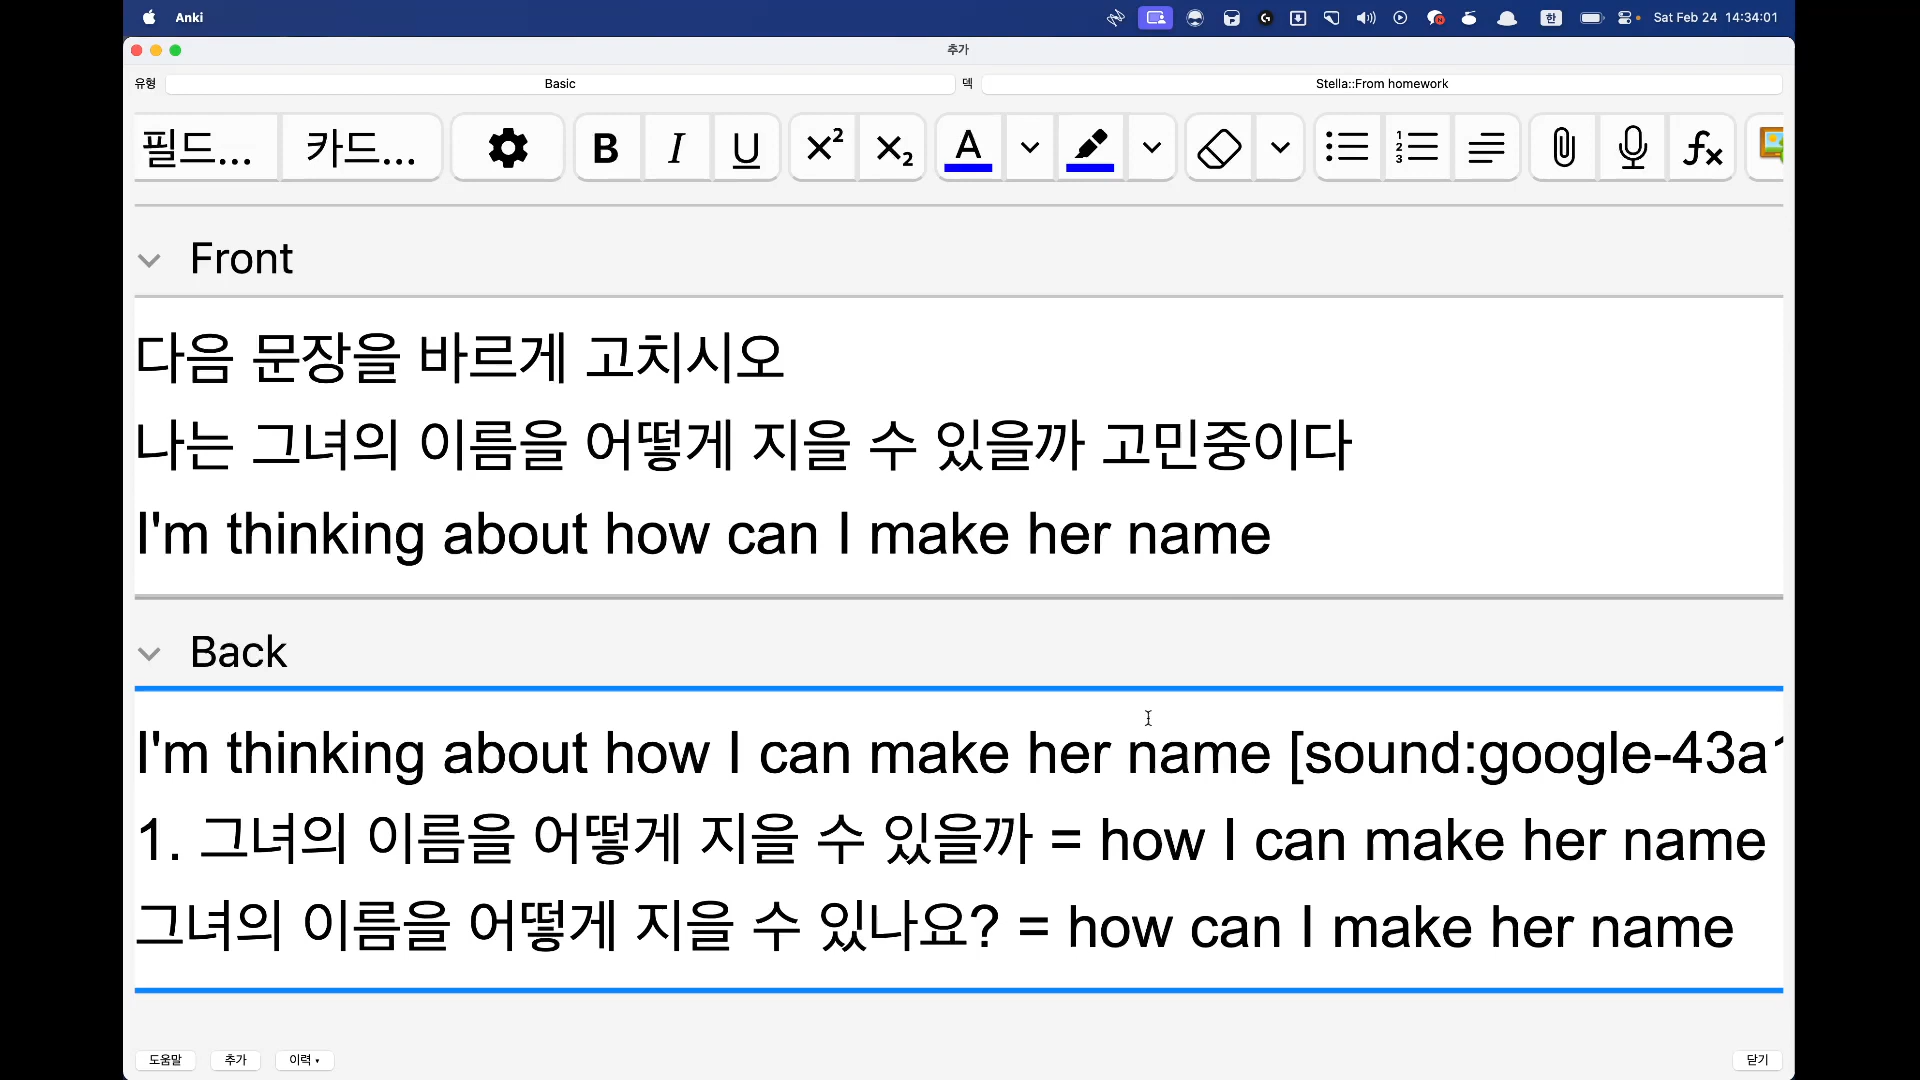 Anki
Sat Feb 24 14:34:01
추가
유형 Basic 덱 Stella::From homework
필드... 카드... B I U x² x₂ A fx
Front
다음 문장을 바르게 고치시오
나는 그녀의 이름을 어떻게 지을 수 있을까 고민중이다
I'm thinking about how can I make her name
Back
I'm thinking about how I can make her name [sound:google-43a1
1. 그녀의 이름을 어떻게 지을 수 있을까 = how I can make her name
그녀의 이름을 어떻게 지을 수 있나요? = how can I make her name
도움말 추가 이력 닫기